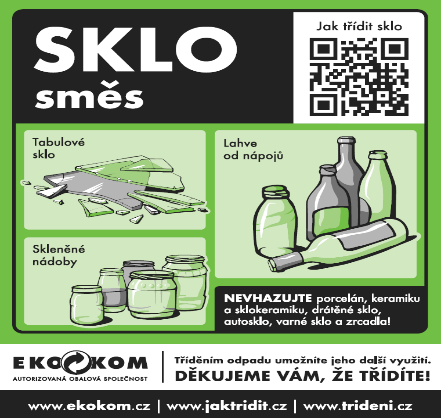 SKLO
směs
Jak třídit sklo
Tabulové
sklo
Lahve
od nápojů
Skleněné
nádoby
NEVHAZUJTE porcelán, keramiku
a sklokeramiku, drátěné sklo,
autosklo, varné sklo a zrcadla!
EKO KOM
AUTORIZOVANÁ OBALOVÁ SPOLEČNOST
Tříděním odpadu umožníte jeho další využití.
DĚKUJEME VÁM, ŽE TŘÍDÍTE!
www.ekokom.cz | www.jaktridit.cz | www.trideni.cz